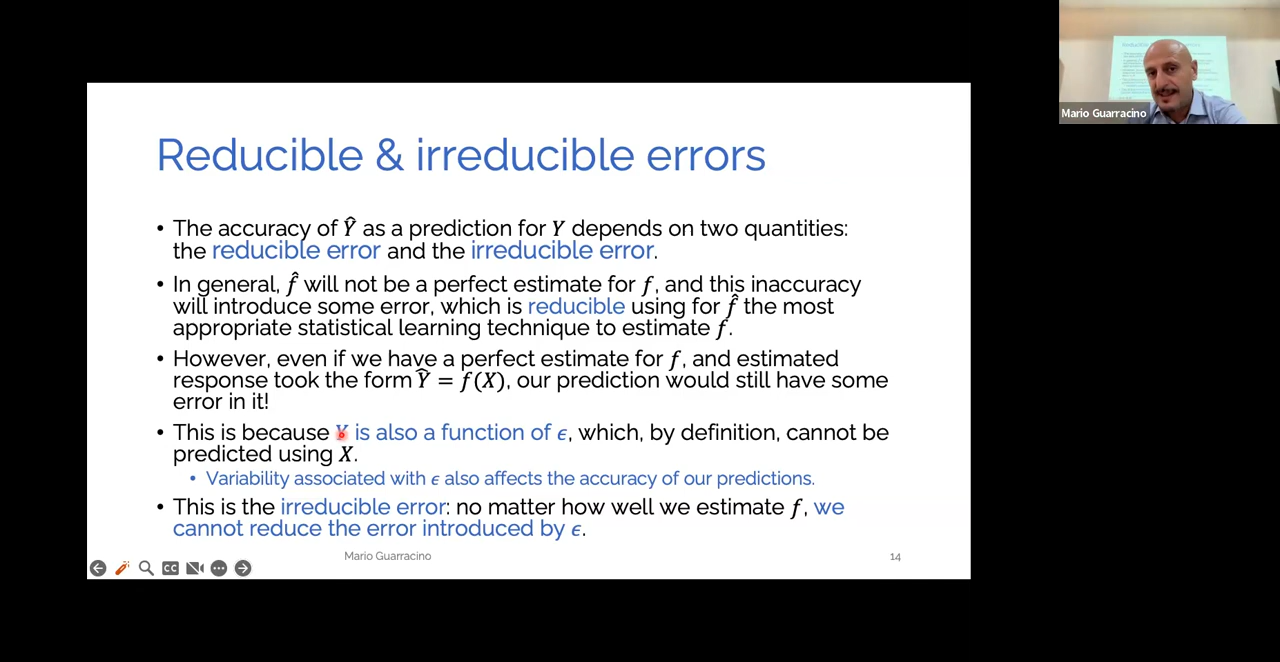 Mario Guarracino
Reducible & irreducible errors
• The accuracy of Ŷ as a prediction for Y depends on two quantities:
the reducible error and the irreducible error.
• In general, f̂ will not be a perfect estimate for f, and this inaccuracy
will introduce some error, which is reducible using for f̂ the most
appropriate statistical learning technique to estimate f.
• However, even if we have a perfect estimate for f, and estimated
response took the form Ŷ = f(X), our prediction would still have some
error in it!
• This is because Y is also a function of ϵ, which, by definition, cannot be
predicted using X.
• Variability associated with ϵ also affects the accuracy of our predictions.
• This is the irreducible error: no matter how well we estimate f, we
cannot reduce the error introduced by ϵ.
Mario Guarracino
14
CC